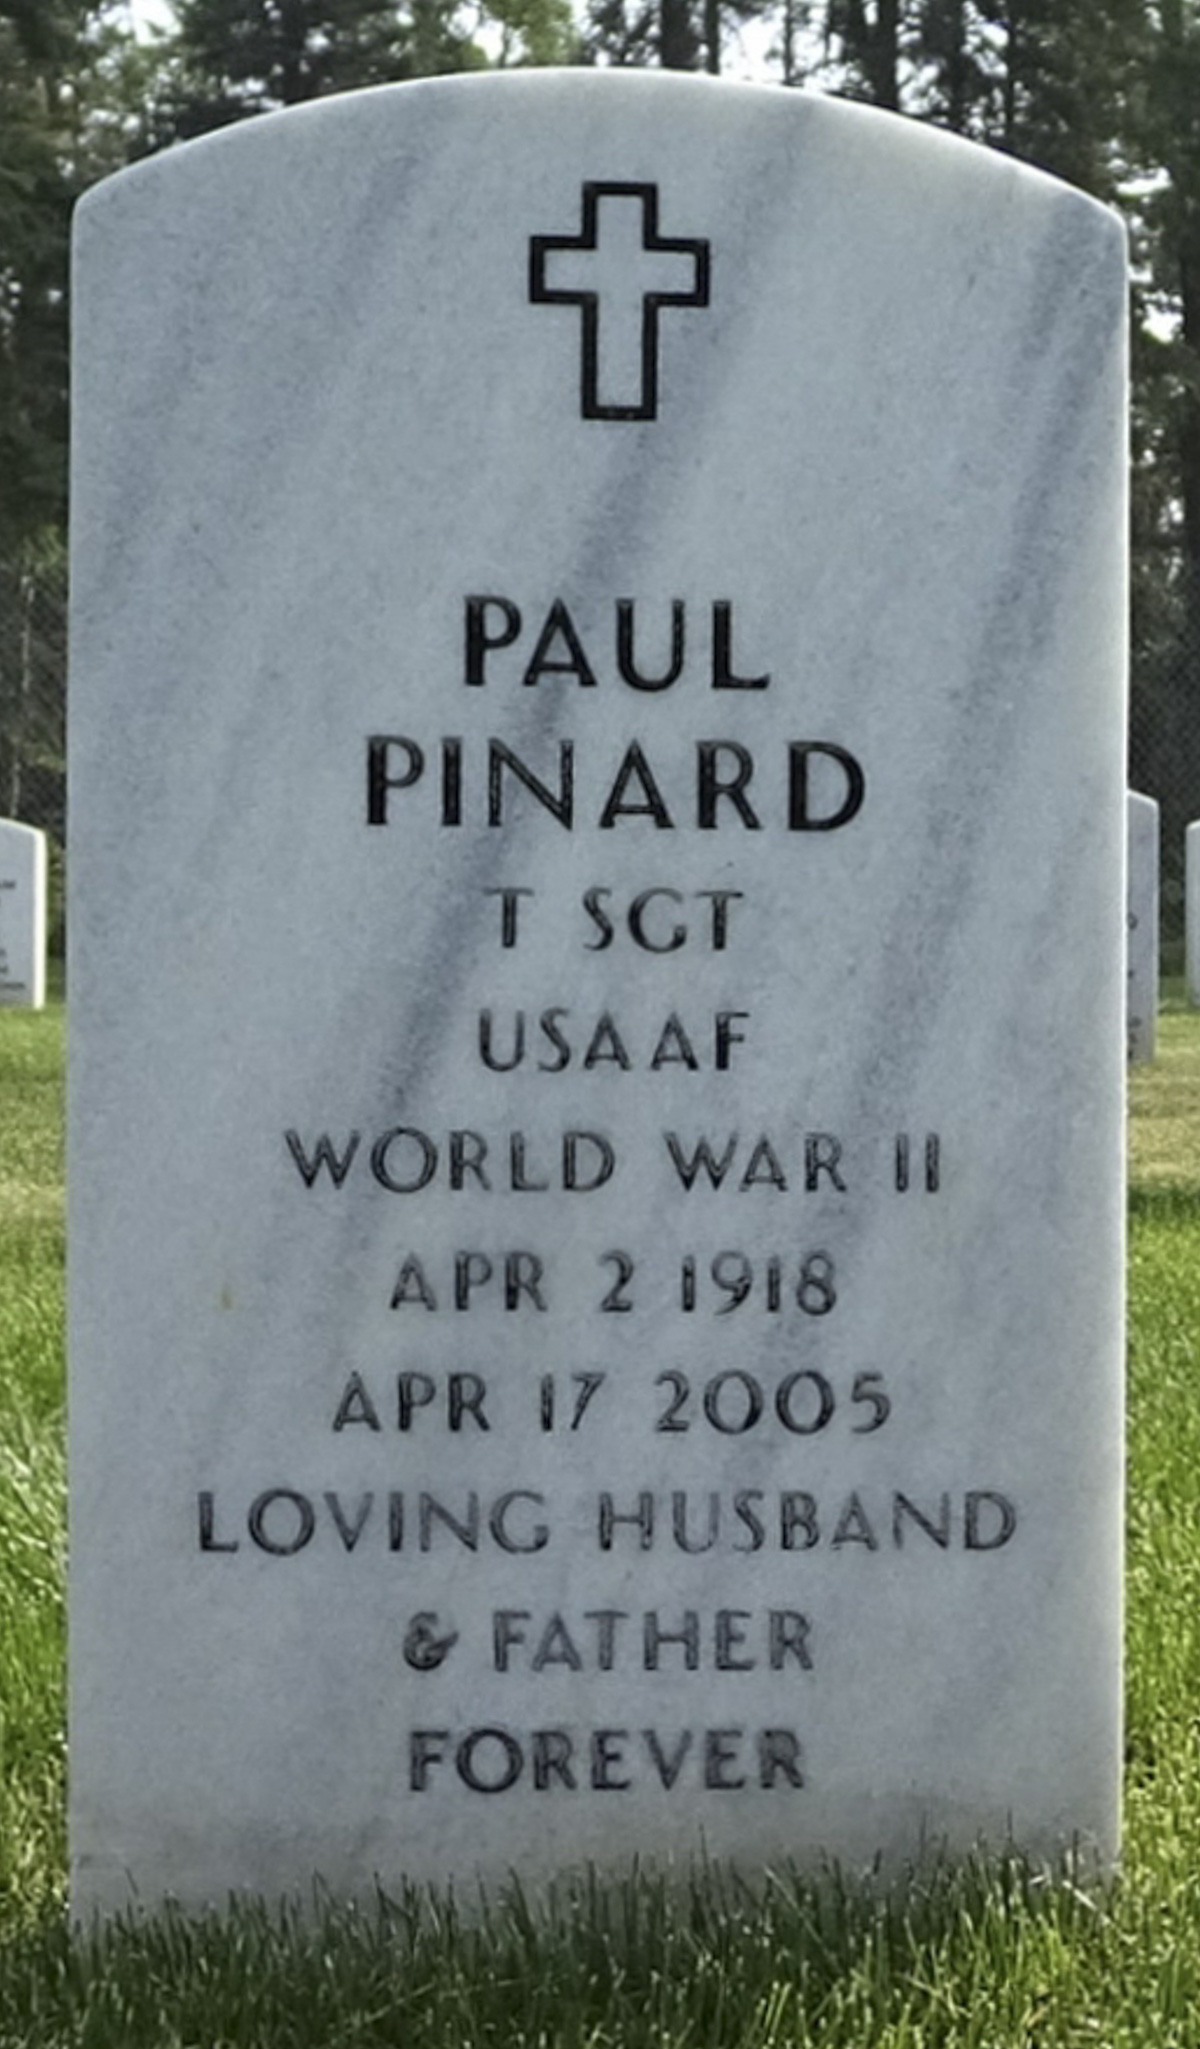 PAUL
PINARD
T SGT
USAAF
WORLD WAR II
APR 2 1918
APR 17 2005
LOVING HUSBAND
& FATHER
FOREVER